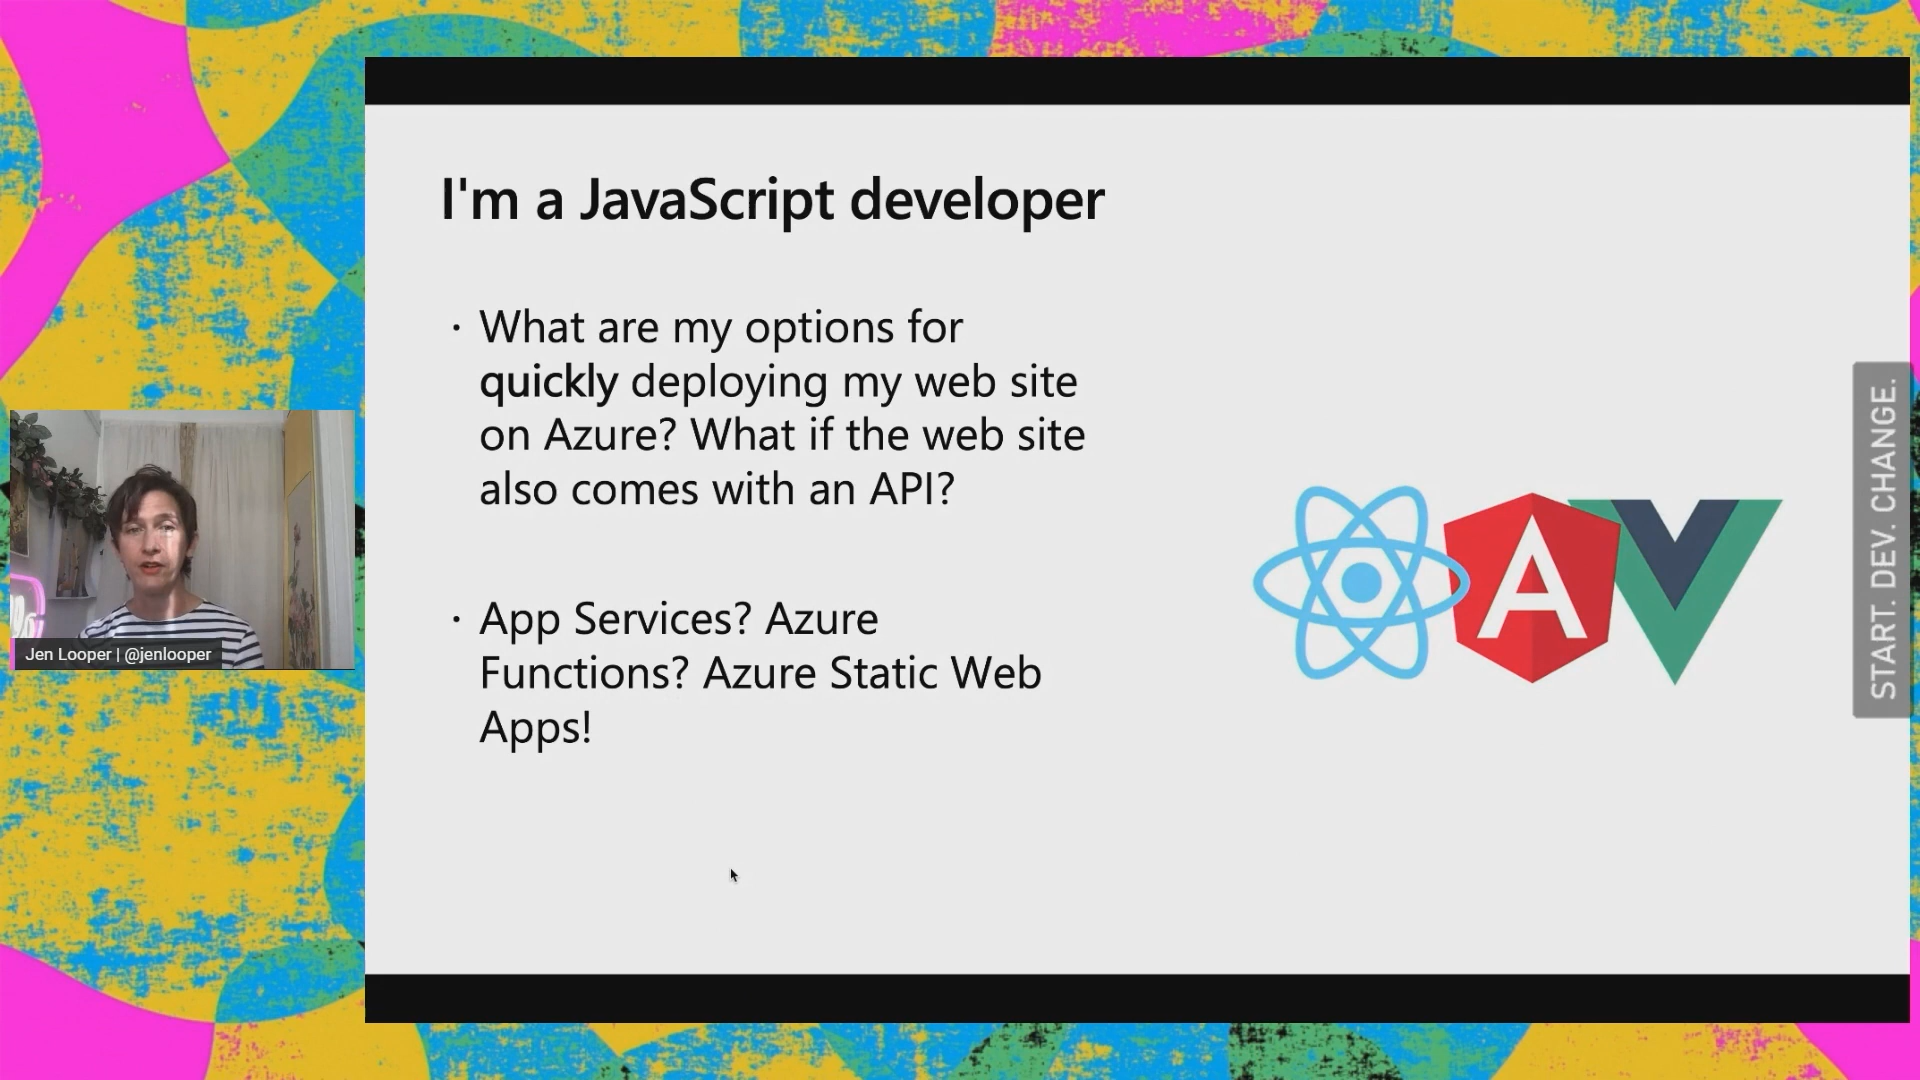 I'm a JavaScript developer
· What are my options for
quickly deploying my web site
on Azure? What if the web site
also comes with an API?
· App Services? Azure
Functions? Azure Static Web
Apps!
A
Jen Looper | @jenlooper
START. DEV. CHANGE.